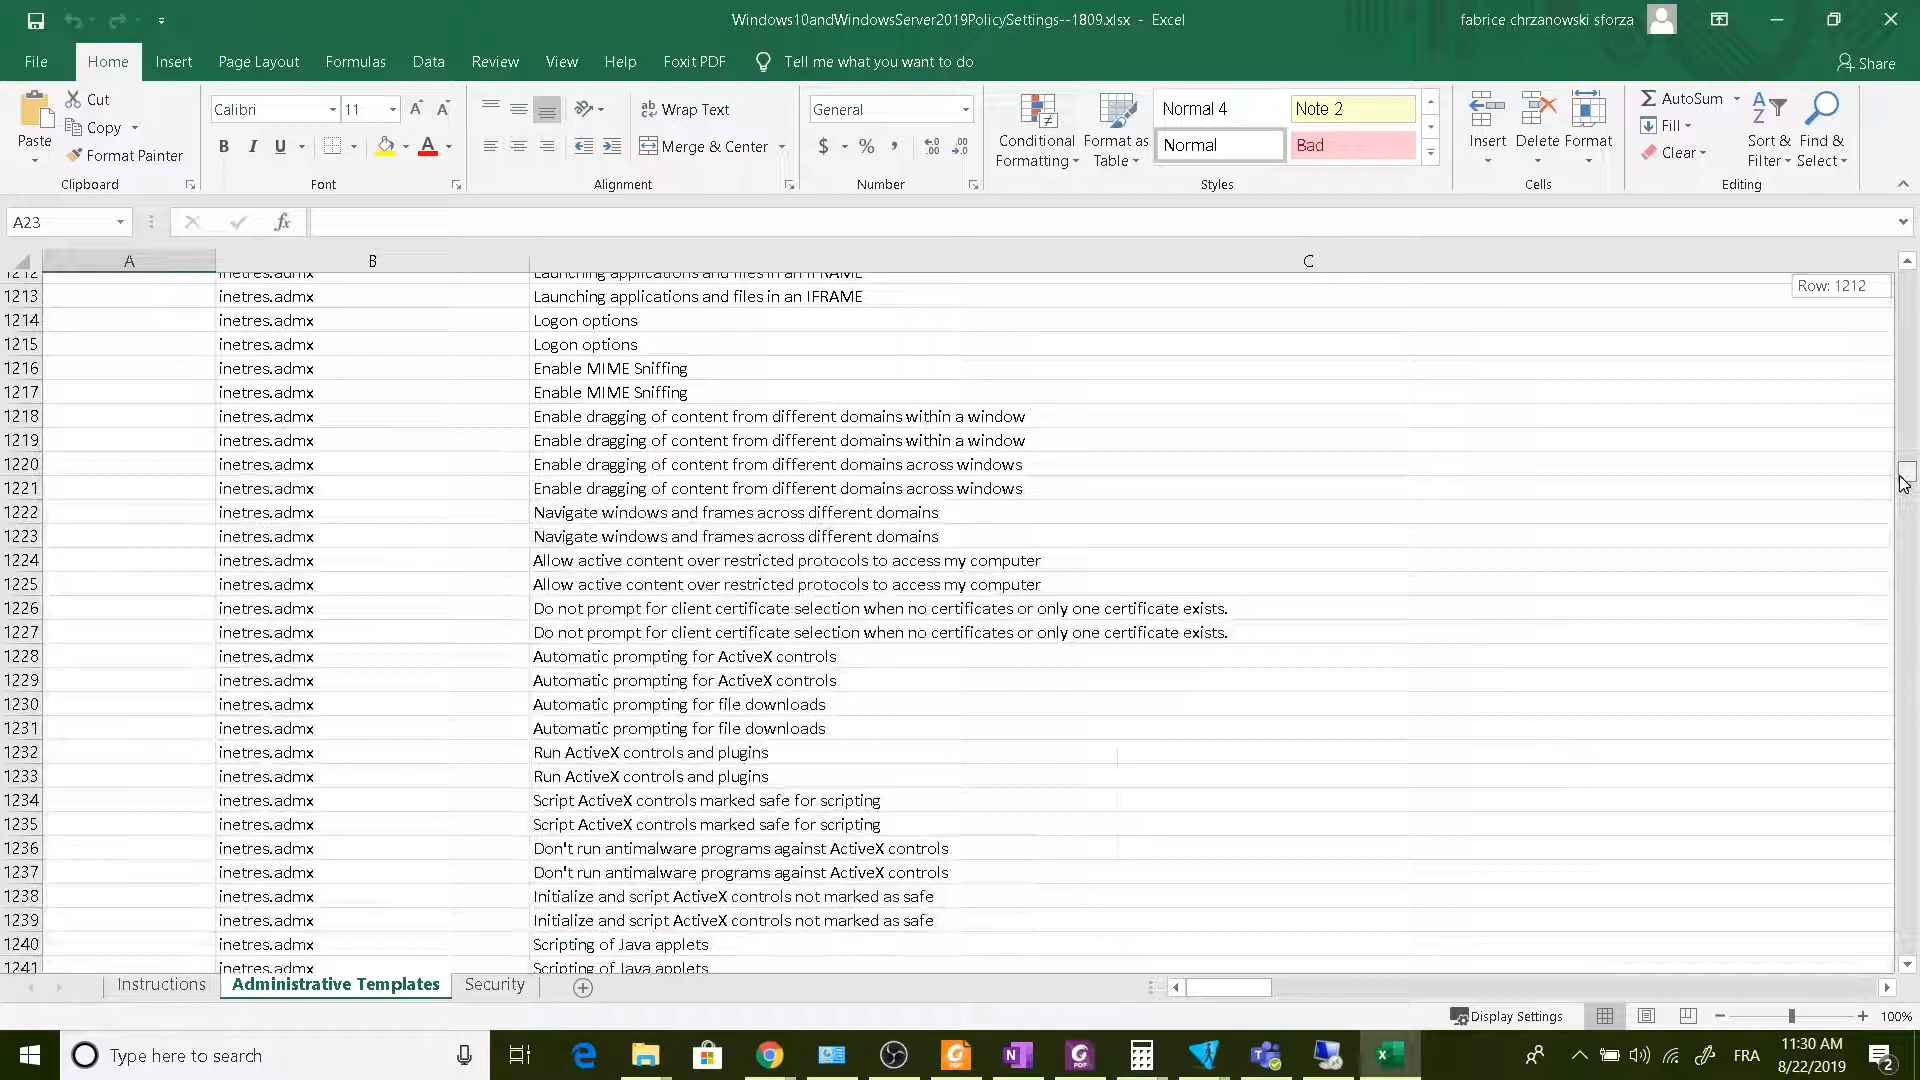 Windows10andWindowsServer2019PolicySettings--1809.xlsx - Excel
fabrice chrzanowski sforza
File Home Insert Page Layout Formulas Data Review View Help Foxit PDF Tell me what you want to do Share
Paste
Cut
Copy
Format Painter
Clipboard
Calibri 11
B I U
Font
Wrap Text
Merge & Center
Alignment
General
$ % ,
Number
Conditional Formatting
Format as Table
Normal 4 Note 2
Normal Bad
Styles
Insert Delete Format
Cells
AutoSum
Fill
Clear
Sort & Filter
Find & Select
Editing
A23 fx
A B C
1212 inetres.admx Launching applications and files in an IFRAME
Row: 1212
1213 inetres.admx Launching applications and files in an IFRAME
1214 inetres.admx Logon options
1215 inetres.admx Logon options
1216 inetres.admx Enable MIME Sniffing
1217 inetres.admx Enable MIME Sniffing
1218 inetres.admx Enable dragging of content from different domains within a window
1219 inetres.admx Enable dragging of content from different domains within a window
1220 inetres.admx Enable dragging of content from different domains across windows
1221 inetres.admx Enable dragging of content from different domains across windows
1222 inetres.admx Navigate windows and frames across different domains
1223 inetres.admx Navigate windows and frames across different domains
1224 inetres.admx Allow active content over restricted protocols to access my computer
1225 inetres.admx Allow active content over restricted protocols to access my computer
1226 inetres.admx Do not prompt for client certificate selection when no certificates or only one certificate exists.
1227 inetres.admx Do not prompt for client certificate selection when no certificates or only one certificate exists.
1228 inetres.admx Automatic prompting for ActiveX controls
1229 inetres.admx Automatic prompting for ActiveX controls
1230 inetres.admx Automatic prompting for file downloads
1231 inetres.admx Automatic prompting for file downloads
1232 inetres.admx Run ActiveX controls and plugins
1233 inetres.admx Run ActiveX controls and plugins
1234 inetres.admx Script ActiveX controls marked safe for scripting
1235 inetres.admx Script ActiveX controls marked safe for scripting
1236 inetres.admx Don't run antimalware programs against ActiveX controls
1237 inetres.admx Don't run antimalware programs against ActiveX controls
1238 inetres.admx Initialize and script ActiveX controls not marked as safe
1239 inetres.admx Initialize and script ActiveX controls not marked as safe
1240 inetres.admx Scripting of Java applets
1241 inetres.admx Scripting of Java applets
Instructions Administrative Templates Security
Display Settings 100%
Type here to search
FRA
11:30 AM
8/22/2019
2